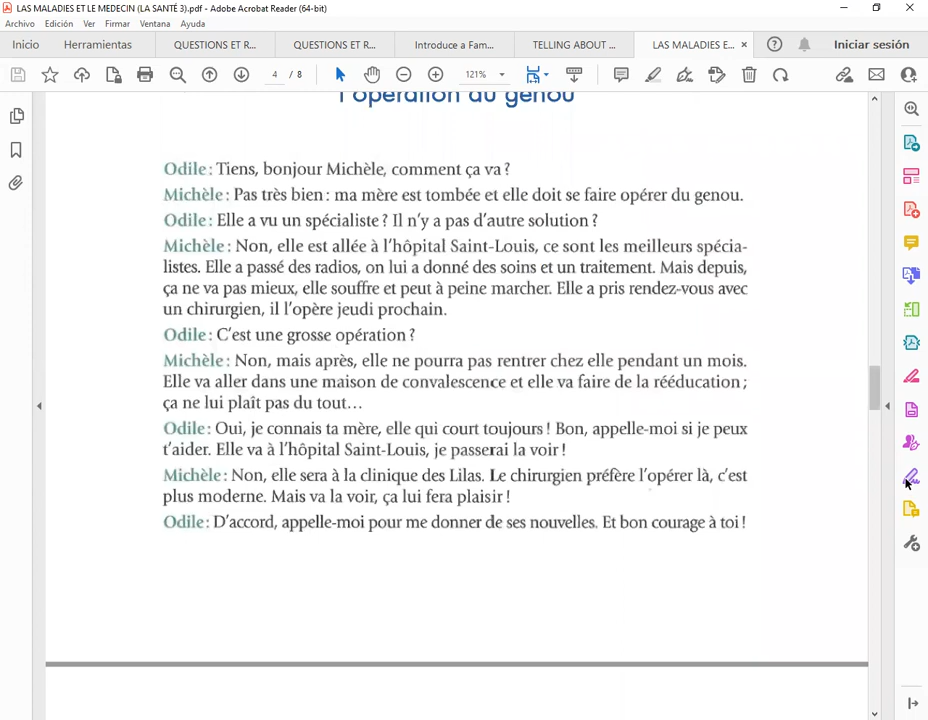 LAS MALADIES ET LE MEDECIN (LA SANTÉ 3).pdf - Adobe Acrobat Reader (64-bit)
Archivo Edición Ver Firmar Ventana Ayuda
Inicio Herramientas QUESTIONS ET R... QUESTIONS ET R... Introduce a Fam... TELLING ABOUT ... LAS MALADIES E... × Iniciar sesión
4 / 8 121%
l'opération du genou
Odile : Tiens, bonjour Michèle, comment ça va ?
Michèle : Pas très bien : ma mère est tombée et elle doit se faire opérer du genou.
Odile : Elle a vu un spécialiste ? Il n'y a pas d'autre solution ?
Michèle : Non, elle est allée à l'hôpital Saint-Louis, ce sont les meilleurs spécia-
listes. Elle a passé des radios, on lui a donné des soins et un traitement. Mais depuis,
ça ne va pas mieux, elle souffre et peut à peine marcher. Elle a pris rendez-vous avec
un chirurgien, il l'opère jeudi prochain.
Odile : C'est une grosse opération ?
Michèle : Non, mais après, elle ne pourra pas rentrer chez elle pendant un mois.
Elle va aller dans une maison de convalescence et elle va faire de la rééducation ;
ça ne lui plaît pas du tout...
Odile : Oui, je connais ta mère, elle qui court toujours ! Bon, appelle-moi si je peux
t'aider. Elle va à l'hôpital Saint-Louis, je passerai la voir !
Michèle : Non, elle sera à la clinique des Lilas. Le chirurgien préfère l'opérer là, c'est
plus moderne. Mais va la voir, ça lui fera plaisir !
Odile : D'accord, appelle-moi pour me donner de ses nouvelles. Et bon courage à toi !